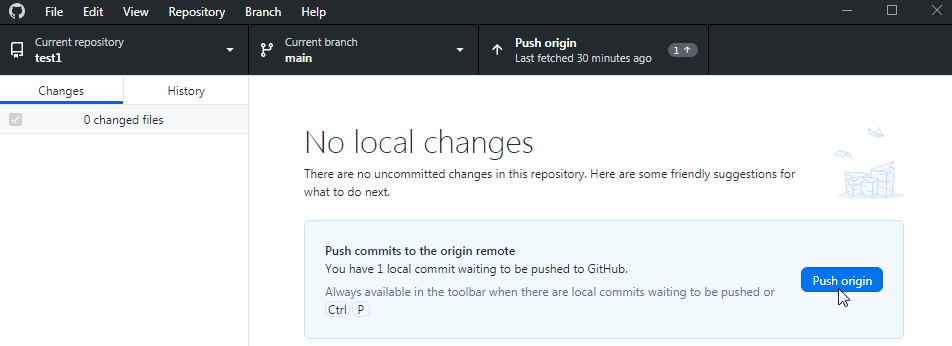 File Edit View Repository Branch Help
Current repository
test1
Current branch
main
Push origin
Last fetched 30 minutes ago
1
Changes
History
0 changed files
No local changes
There are no uncommitted changes in this repository. Here are some friendly suggestions for
what to do next.
Push commits to the origin remote
You have 1 local commit waiting to be pushed to GitHub.
Always available in the toolbar when there are local commits waiting to be pushed or
Ctrl P
Push origin